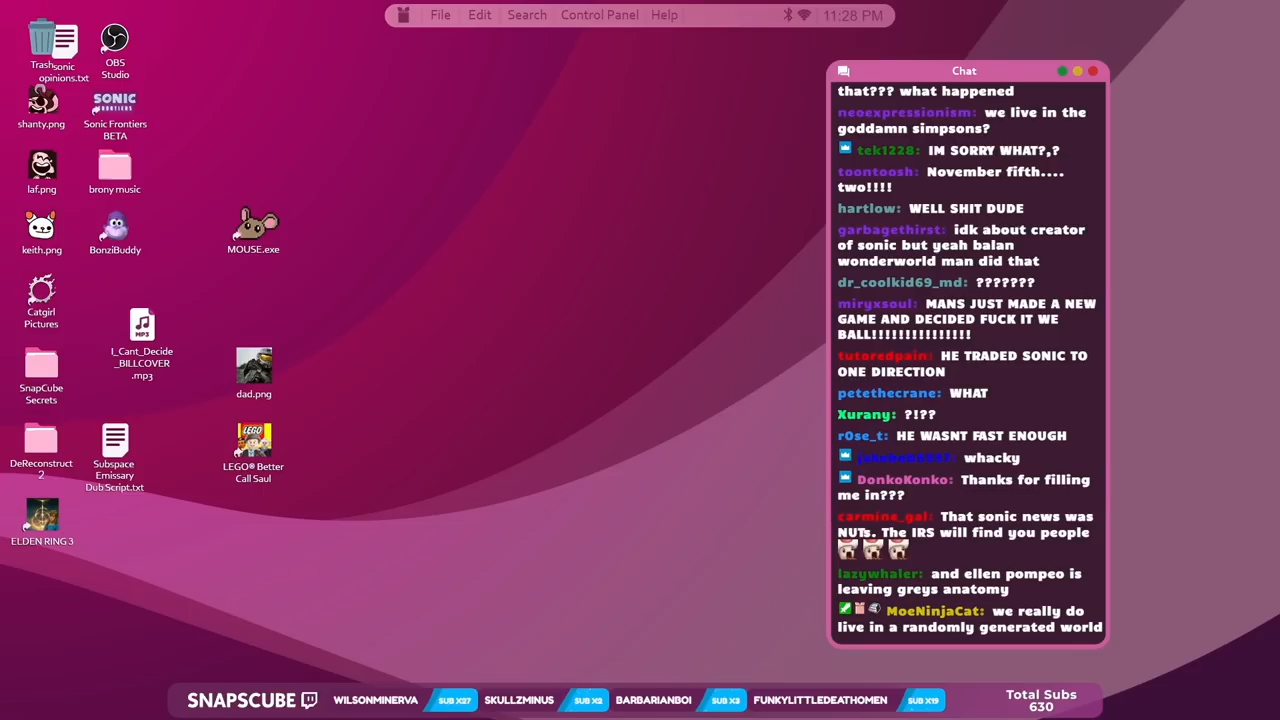 File Edit Search Control Panel Help 11:28 PM
Trash
sonic
opinions.txt
OBS
Studio
shanty.png
SONIC
FRONTIERS
Sonic Frontiers
BETA
laf.png
brony music
keith.png
BonziBuddy
MOUSE.exe
Catgirl
Pictures
MP3
I_Cant_Decide
_BILLCOVER
.mp3
SnapCube
Secrets
dad.png
DeReconstruct
2
Subspace
Emissary
Dub Script.txt
LEGO
LEGO® Better
Call Saul
ELDEN RING 3
Chat
that??? what happened
neoexpressionism: we live in the
goddamn simpsons?
tek1228: IM SORRY WHAT?,?
toontoosh: November fifth....
two!!!!
hartlow: WELL SHIT DUDE
garbagethirst: idk about creator
of sonic but yeah balan
wonderworld man did that
dr_coolkid69_md: ???????
miryxsoul: MANS JUST MADE A NEW
GAME AND DECIDED FUCK IT WE
BALL!!!!!!!!!!!!!!!
tutoredpain: HE TRADED SONIC TO
ONE DIRECTION
petethecrane: WHAT
Xurany: ?!??
r0se_t: HE WASNT FAST ENOUGH
whacky
DonkoKonko: Thanks for filling
me in???
carmine_gal: That sonic news was
NUTs. The IRS will find you people
lazywhaler: and ellen pompeo is
leaving greys anatomy
MoeNinjaCat: we really do
live in a randomly generated world
SNAPSCUBE WILSONMINERVA SUB X27 SKULLZMINUS SUB X2 BARBARIANBOI SUB X3 FUNKYLITTLEDEATHOMEN SUB X19 Total Subs
630